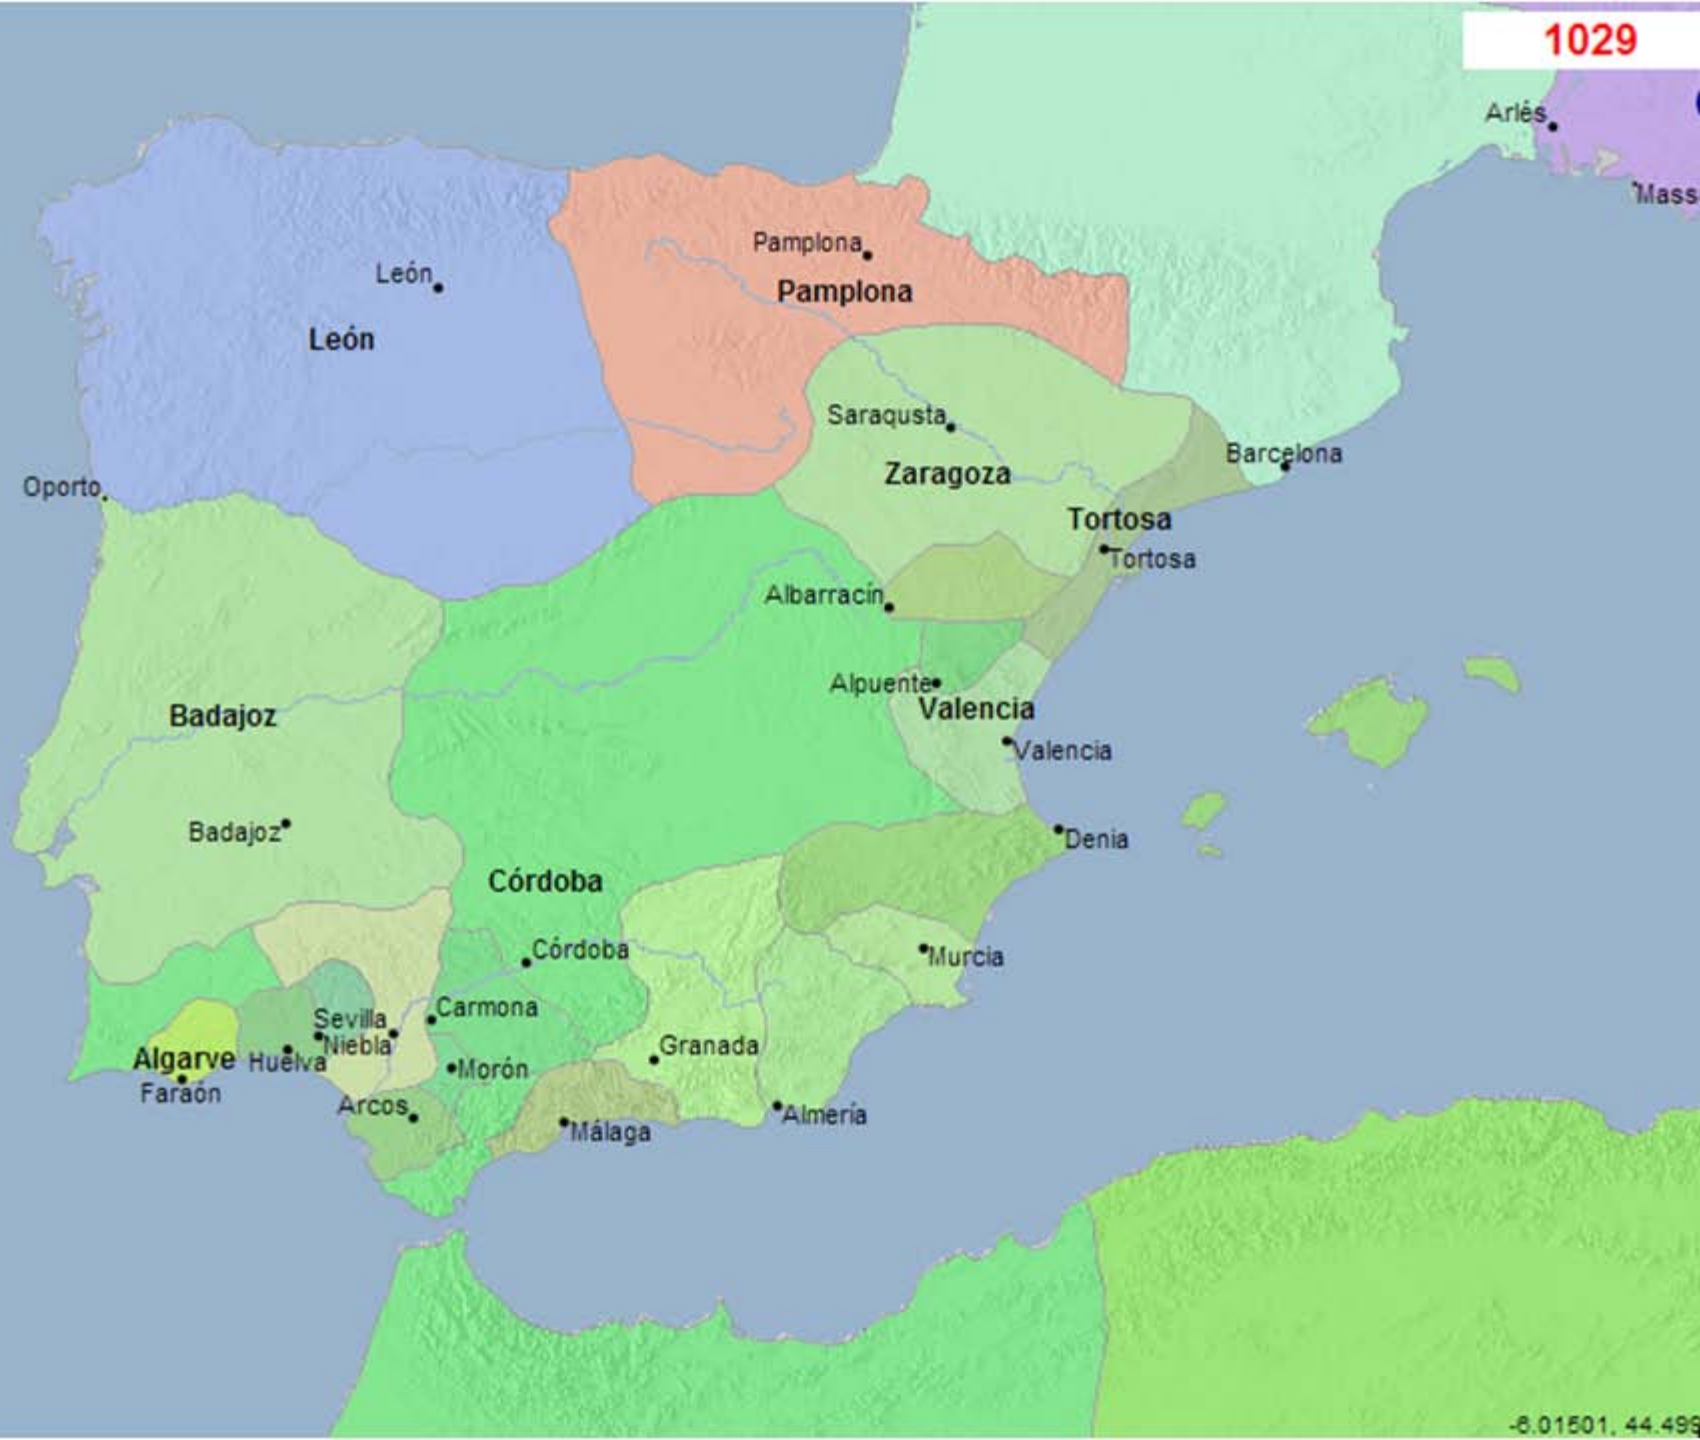 1029
Arlés
Mass
Pamplona
León
Pamplona
León
Saraqusta
Barcelona
Zaragoza
Oporto
Tortosa
Tortosa
Albarracín
Alpuente
Valencia
Badajoz
Valencia
Badajoz
Denia
Córdoba
Córdoba
Murcia
Carmona
Sevilla
Niebla
Granada
Algarve
Huelva
Morón
Faraón
Arcos
Almería
Málaga
-6.01501, 44.499